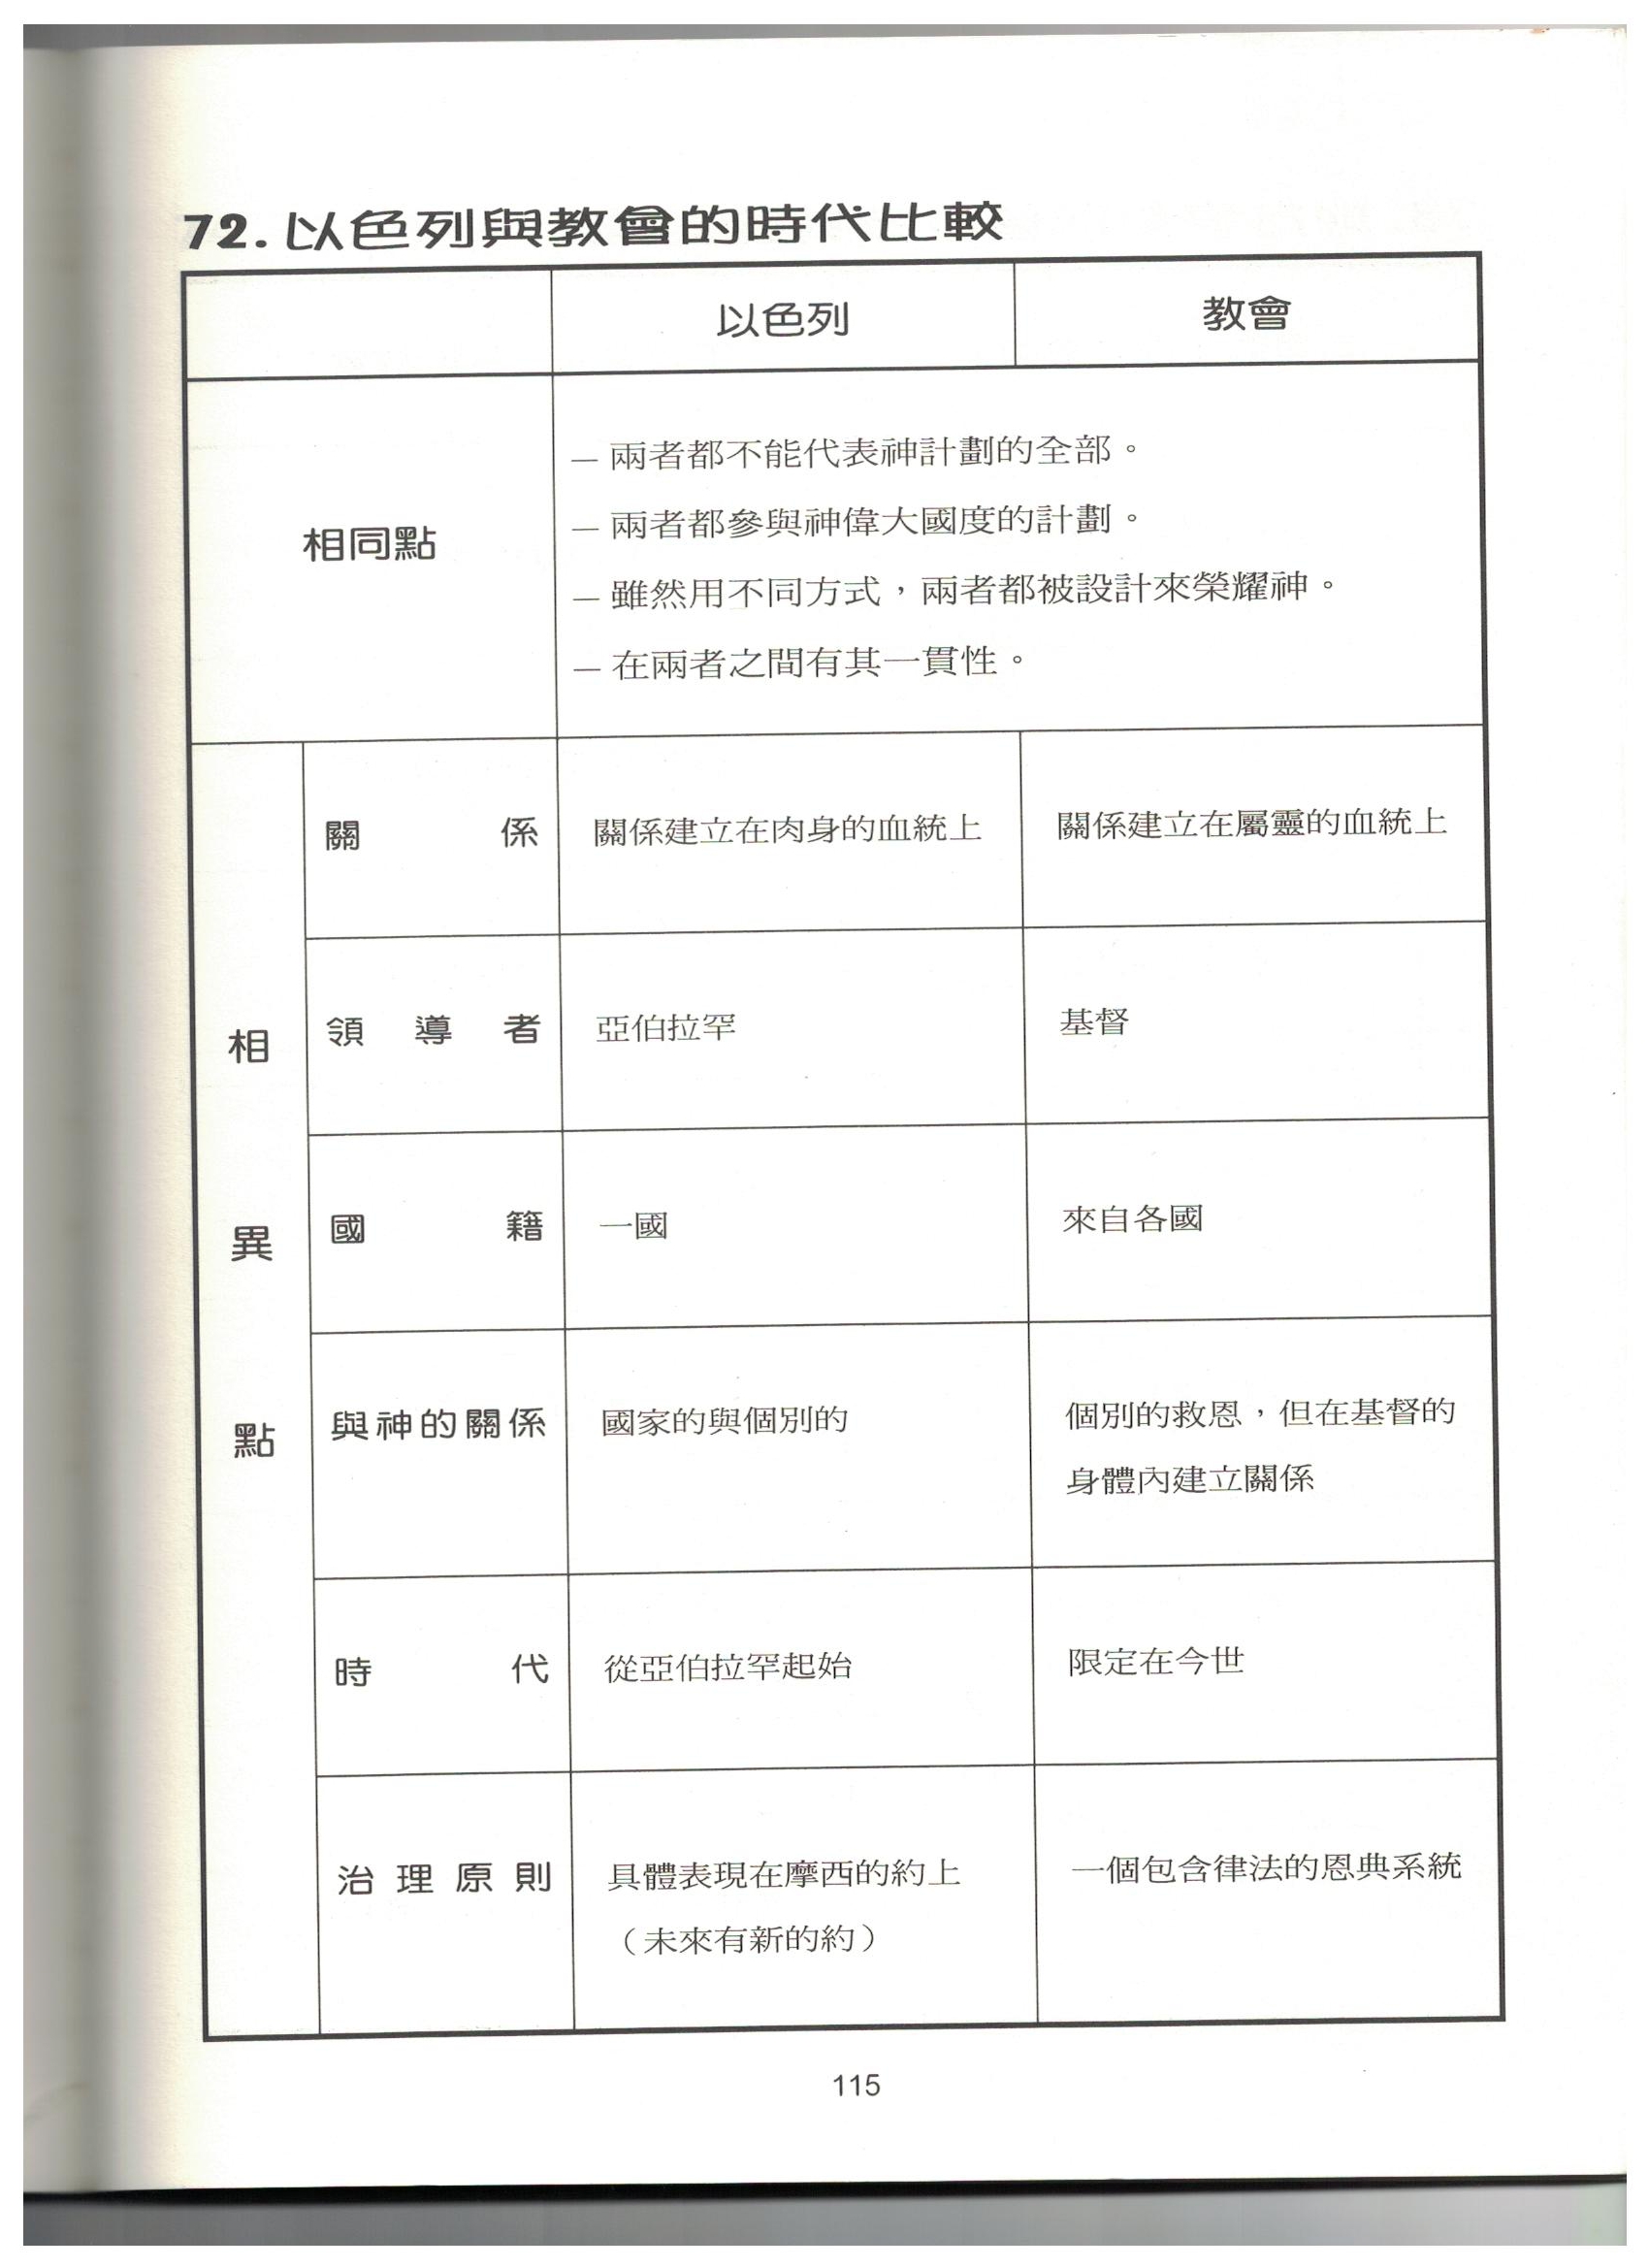 72. 以色列與教會的時代比較
以色列 教會
相同點
– 兩者都不能代表神計劃的全部。
– 兩者都參與神偉大國度的計劃。
– 雖然用不同方式，兩者都被設計來榮耀神。
– 在兩者之間有其一貫性。
相異點
關係 關係建立在肉身的血統上 關係建立在屬靈的血統上
領導者 亞伯拉罕 基督
國籍 一國 來自各國
與神的關係 國家的與個別的 個別的救恩，但在基督的
身體內建立關係
時代 從亞伯拉罕起始 限定在今世
治理原則 具體表現在摩西的約上 一個包含律法的恩典系統
（未來有新的約）
115